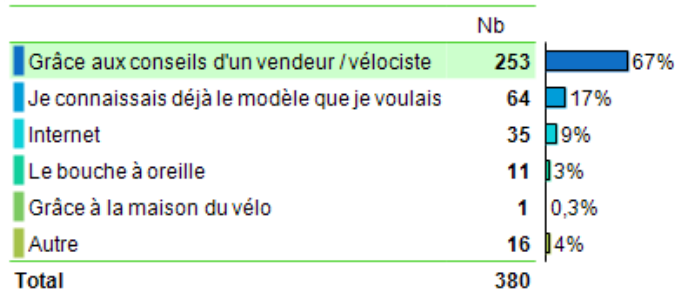 Nb
Grâce aux conseils d'un vendeur / vélociste 253 67%
Je connaissais déjà le modèle que je voulais 64 17%
Internet 35 9%
Le bouche à oreille 11 3%
Grâce à la maison du vélo 1 0,3%
Autre 16 4%
Total 380